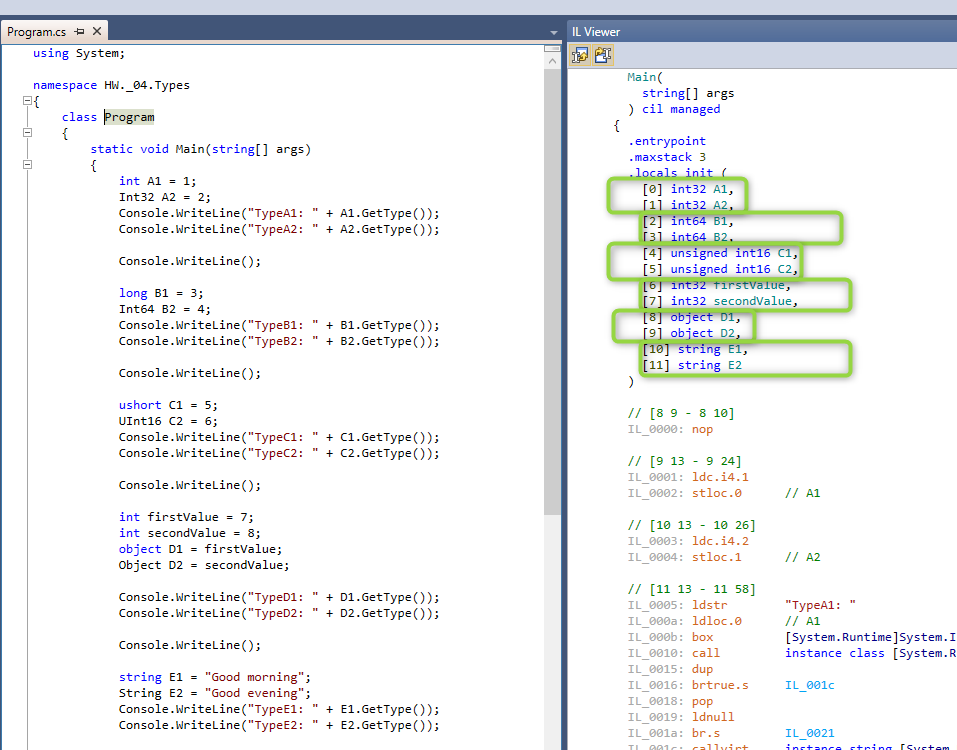 Program.cs
using System;
namespace HW._04.Types
{
class Program
{
static void Main(string[] args)
{
int A1 = 1;
Int32 A2 = 2;
Console.WriteLine("TypeA1: " + A1.GetType());
Console.WriteLine("TypeA2: " + A2.GetType());
Console.WriteLine();
long B1 = 3;
Int64 B2 = 4;
Console.WriteLine("TypeB1: " + B1.GetType());
Console.WriteLine("TypeB2: " + B2.GetType());
Console.WriteLine();
ushort C1 = 5;
UInt16 C2 = 6;
Console.WriteLine("TypeC1: " + C1.GetType());
Console.WriteLine("TypeC2: " + C2.GetType());
Console.WriteLine();
int firstValue = 7;
int secondValue = 8;
object D1 = firstValue;
Object D2 = secondValue;
Console.WriteLine("TypeD1: " + D1.GetType());
Console.WriteLine("TypeD2: " + D2.GetType());
Console.WriteLine();
string E1 = "Good morning";
String E2 = "Good evening";
Console.WriteLine("TypeE1: " + E1.GetType());
Console.WriteLine("TypeE2: " + E2.GetType());
IL Viewer
Main(
string[] args
) cil managed
{
.entrypoint
.maxstack 3
.locals init (
[0] int32 A1,
[1] int32 A2,
[2] int64 B1,
[3] int64 B2,
[4] unsigned int16 C1,
[5] unsigned int16 C2,
[6] int32 firstValue,
[7] int32 secondValue,
[8] object D1,
[9] object D2,
[10] string E1,
[11] string E2
)
// [8 9 - 8 10]
IL_0000: nop
// [9 13 - 9 24]
IL_0001: ldc.i4.1
IL_0002: stloc.0 // A1
// [10 13 - 10 26]
IL_0003: ldc.i4.2
IL_0004: stloc.1 // A2
// [11 13 - 11 58]
IL_0005: ldstr "TypeA1: "
IL_000a: ldloc.0 // A1
IL_000b: box [System.Runtime]System.I
IL_0010: call instance class [System.R
IL_0015: dup
IL_0016: brtrue.s IL_001c
IL_0018: pop
IL_0019: ldnull
IL_001a: br.s IL_0021
IL_001c: callvirt instance string [System